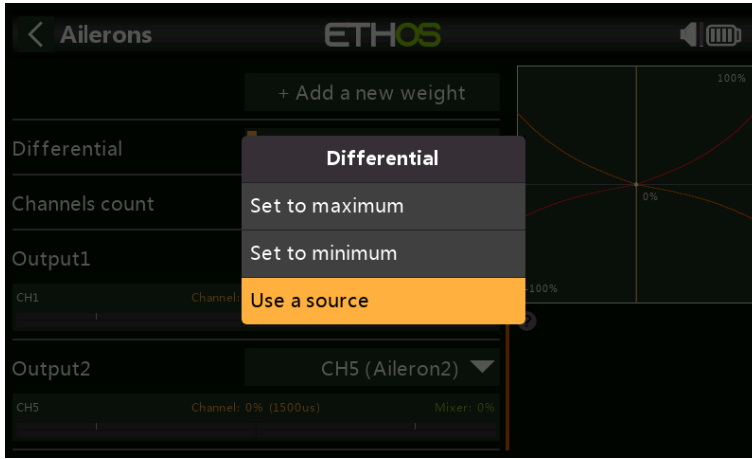 Ailerons
ETHOS
+ Add a new weight
100%
Differential
Differential
Set to maximum
Channels count
0%
Set to minimum
Output1
-100%
CH1 Channel:
Use a source
?
Output2 CH5 (Aileron2)
CH5 Channel: 0% (1500us) Mixer: 0%